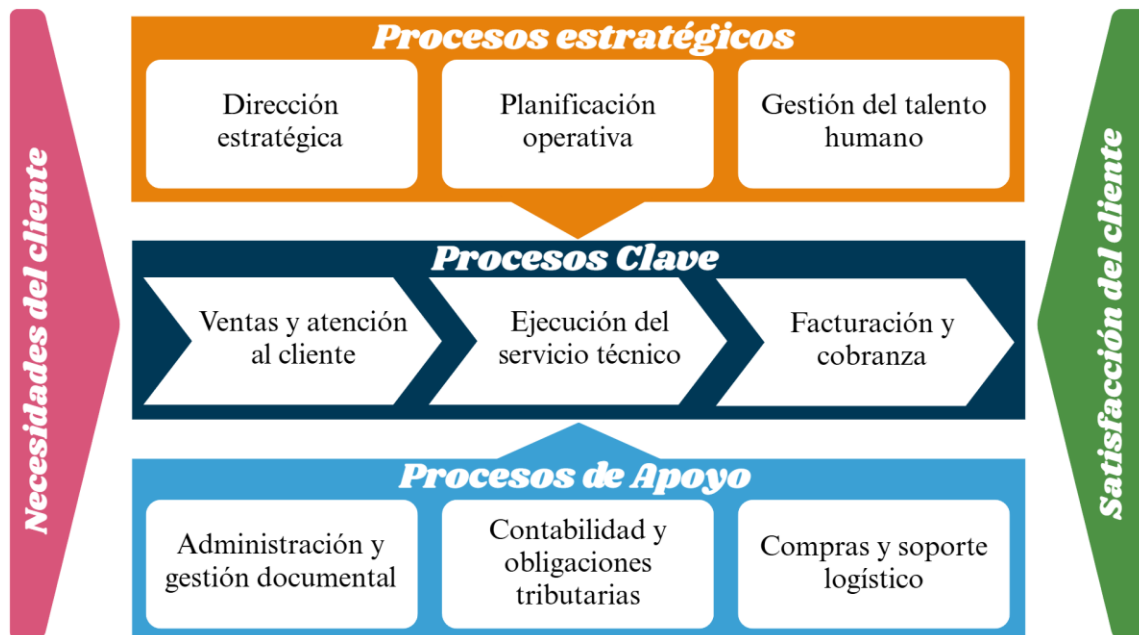 Necesidades del cliente
Procesos estratégicos
Dirección
estratégica
Planificación
operativa
Gestión del talento
humano
Procesos Clave
Ventas y atención
al cliente
Ejecución del
servicio técnico
Facturación y
cobranza
Procesos de Apoyo
Administración y
gestión documental
Contabilidad y
obligaciones
tributarias
Compras y soporte
logístico
Satisfacción del cliente